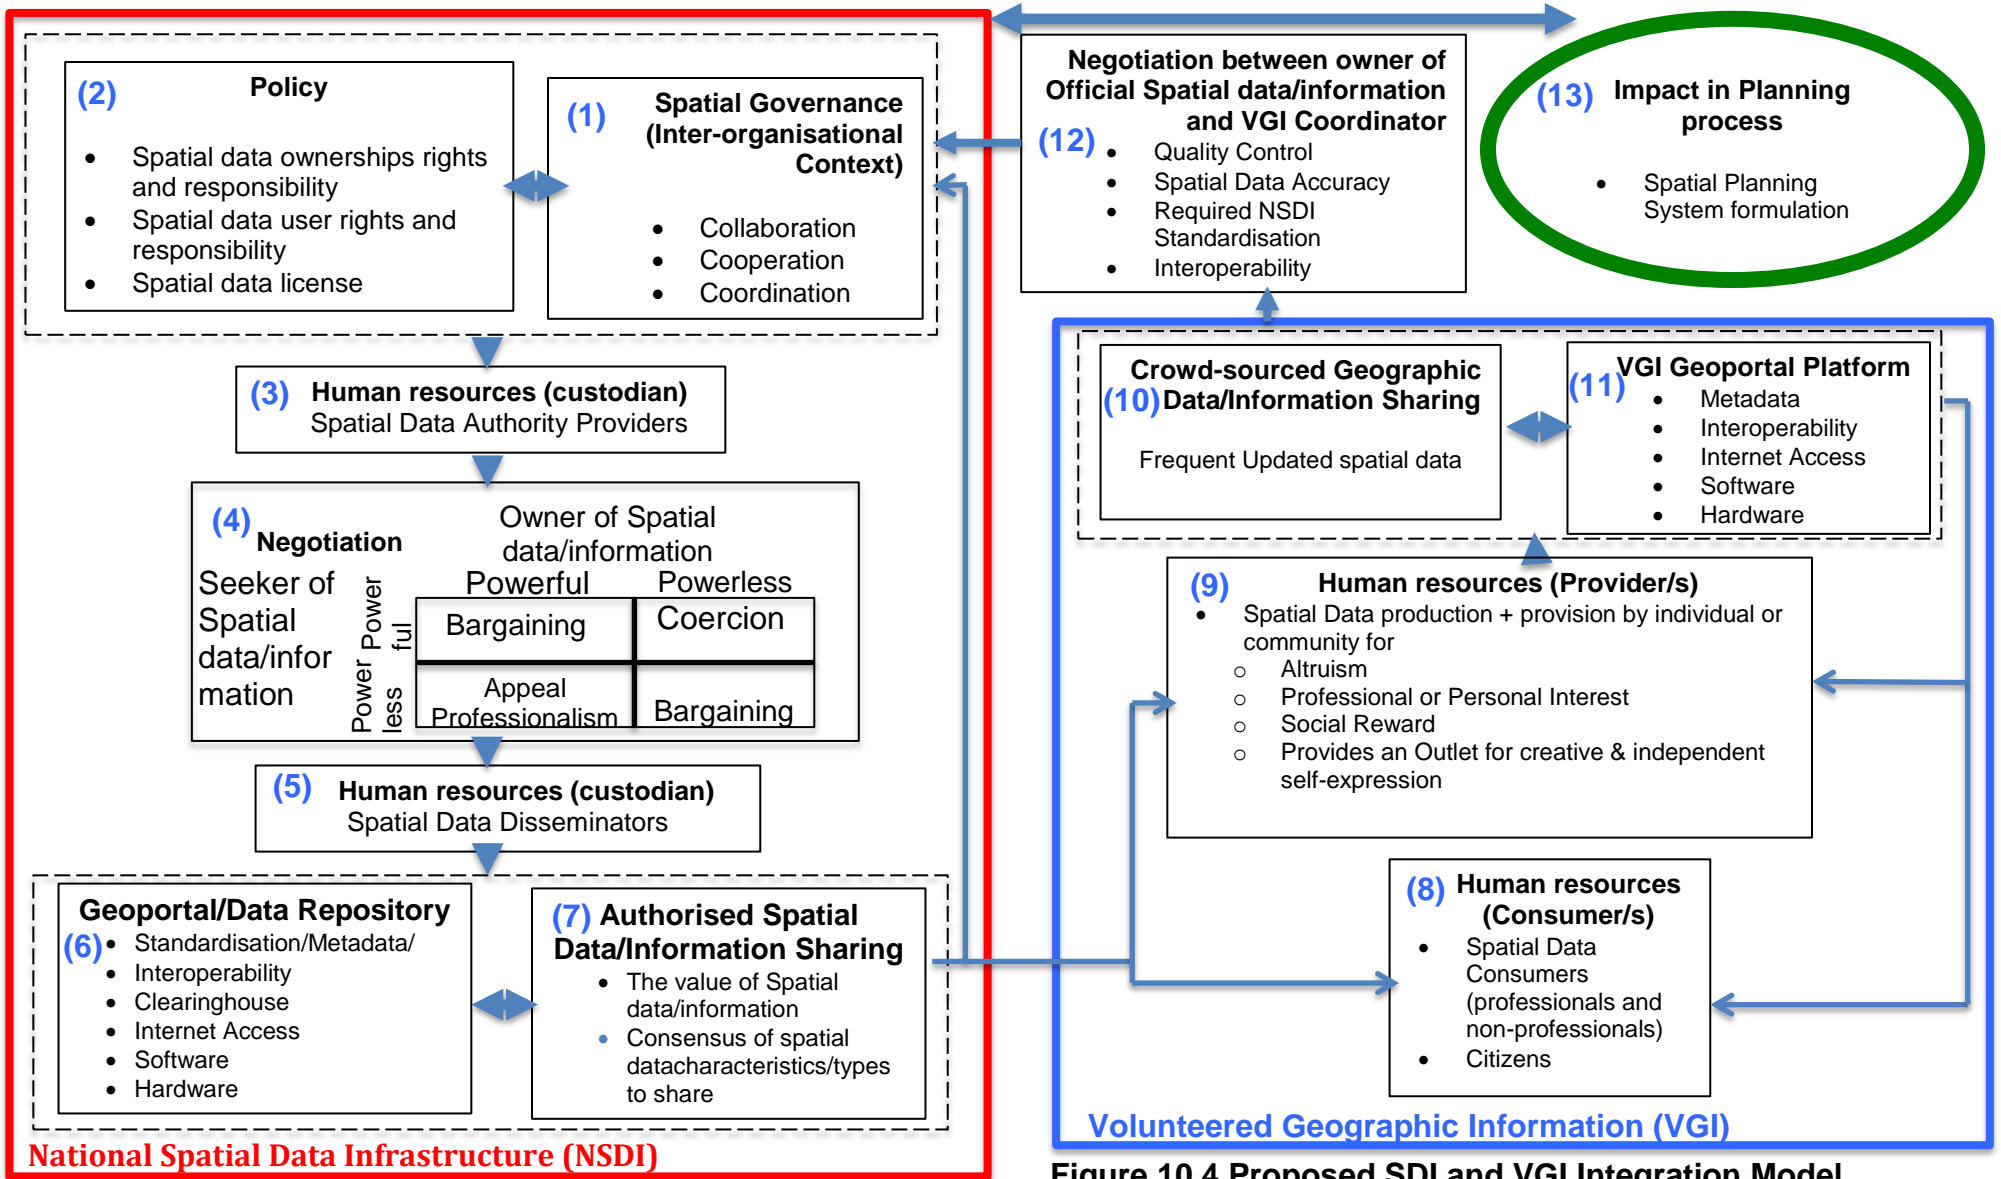 (2) Policy
• Spatial data ownerships rights
and responsibility
• Spatial data user rights and
responsibility
• Spatial data license
(1) Spatial Governance
(Inter-organisational
Context)
• Collaboration
• Cooperation
• Coordination
(3) Human resources (custodian)
Spatial Data Authority Providers
(4) Negotiation
Owner of Spatial
data/information
Powerful Powerless
Seeker of
Spatial
data/infor
mation
Power
ful
Power
less
Bargaining Coercion
Appeal
Professionalism
Bargaining
(5) Human resources (custodian)
Spatial Data Disseminators
Geoportal/Data Repository
(6) • Standardisation/Metadata/
• Interoperability
• Clearinghouse
• Internet Access
• Software
• Hardware
(7) Authorised Spatial
Data/Information Sharing
• The value of Spatial
data/information
• Consensus of spatial
datacharacteristics/types
to share
National Spatial Data Infrastructure (NSDI)
Negotiation between owner of
Official Spatial data/information
and VGI Coordinator
(12) • Quality Control
• Spatial Data Accuracy
• Required NSDI
Standardisation
• Interoperability
(13) Impact in Planning
process
• Spatial Planning
System formulation
Crowd-sourced Geographic
(10) Data/Information Sharing
Frequent Updated spatial data
VGI Geoportal Platform
(11) • Metadata
• Interoperability
• Internet Access
• Software
• Hardware
(9) Human resources (Provider/s)
• Spatial Data production + provision by individual or
community for
o Altruism
o Professional or Personal Interest
o Social Reward
o Provides an Outlet for creative & independent
self-expression
(8) Human resources
(Consumer/s)
• Spatial Data
Consumers
(professionals and
non-professionals)
• Citizens
Volunteered Geographic Information (VGI)
Figure 10.4 Proposed SDI and VGI Integration Model